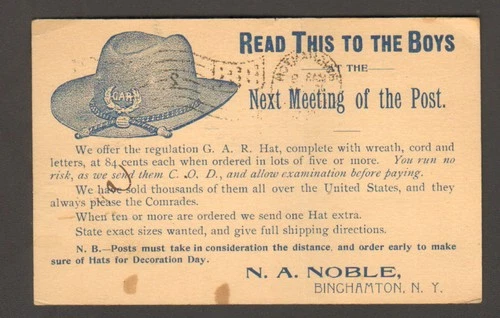 READ THIS TO THE BOYS
AT THE
Next Meeting of the Post.
GAR
We offer the regulation G. A. R. Hat, complete with wreath, cord and
letters, at 84 cents each when ordered in lots of five or more. You run no
risk, as we send them C. O. D., and allow examination before paying.
We have sold thousands of them all over the United States, and they
always please the Comrades.
When ten or more are ordered we send one Hat extra.
State exact sizes wanted, and give full shipping directions.
N. B.—Posts must take in consideration the distance, and order early to make
sure of Hats for Decoration Day.
N. A. NOBLE,
BINGHAMTON, N. Y.